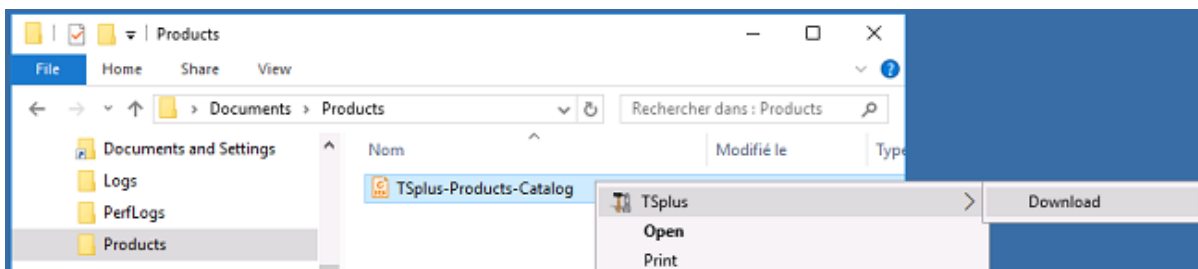 Products
File Home Share View
Documents > Products Rechercher dans : Products
Documents and Settings Nom Modifié le Type
Logs TSplus-Products-Catalog TSplus Download
PerfLogs Open
Products Print